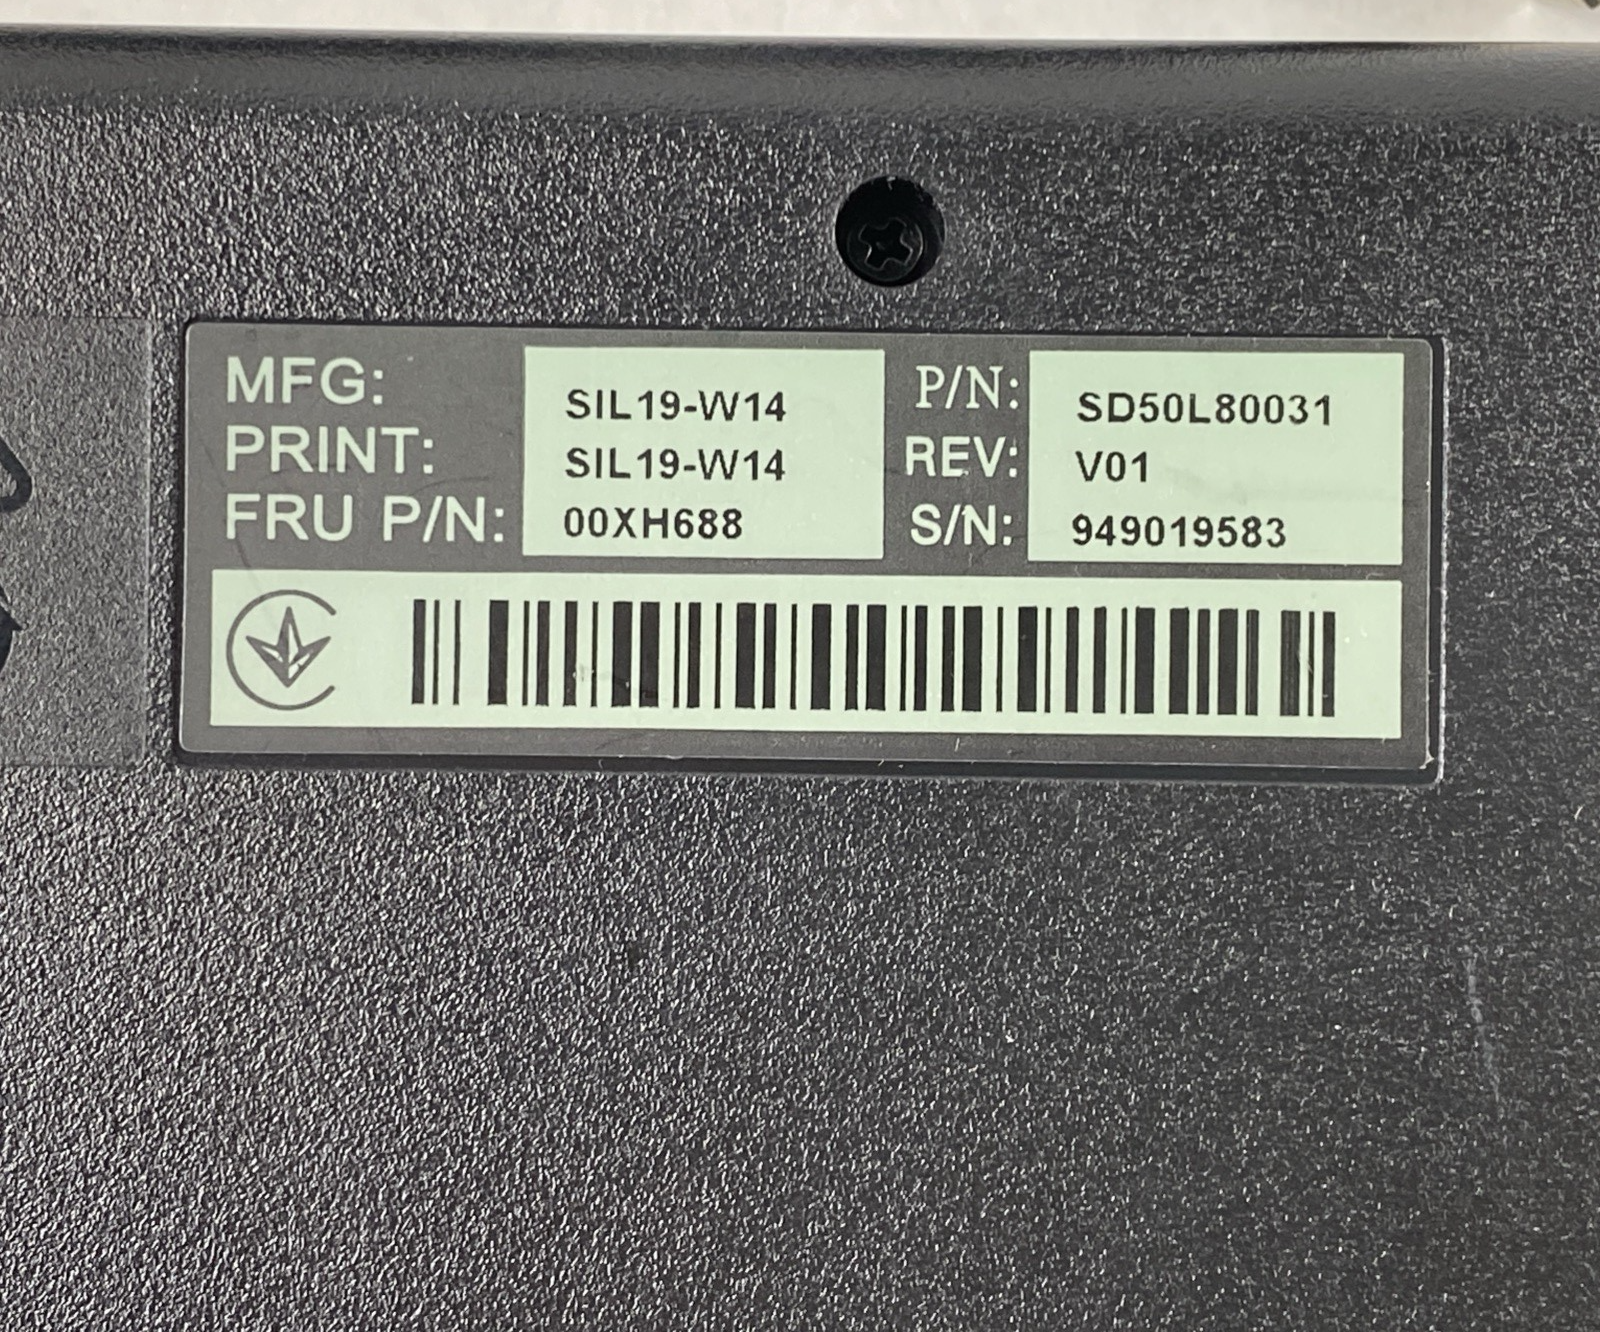 MFG: SIL19-W14 P/N: SD50L80031
PRINT: SIL19-W14 REV: V01
FRU P/N: 00XH688 S/N: 949019583